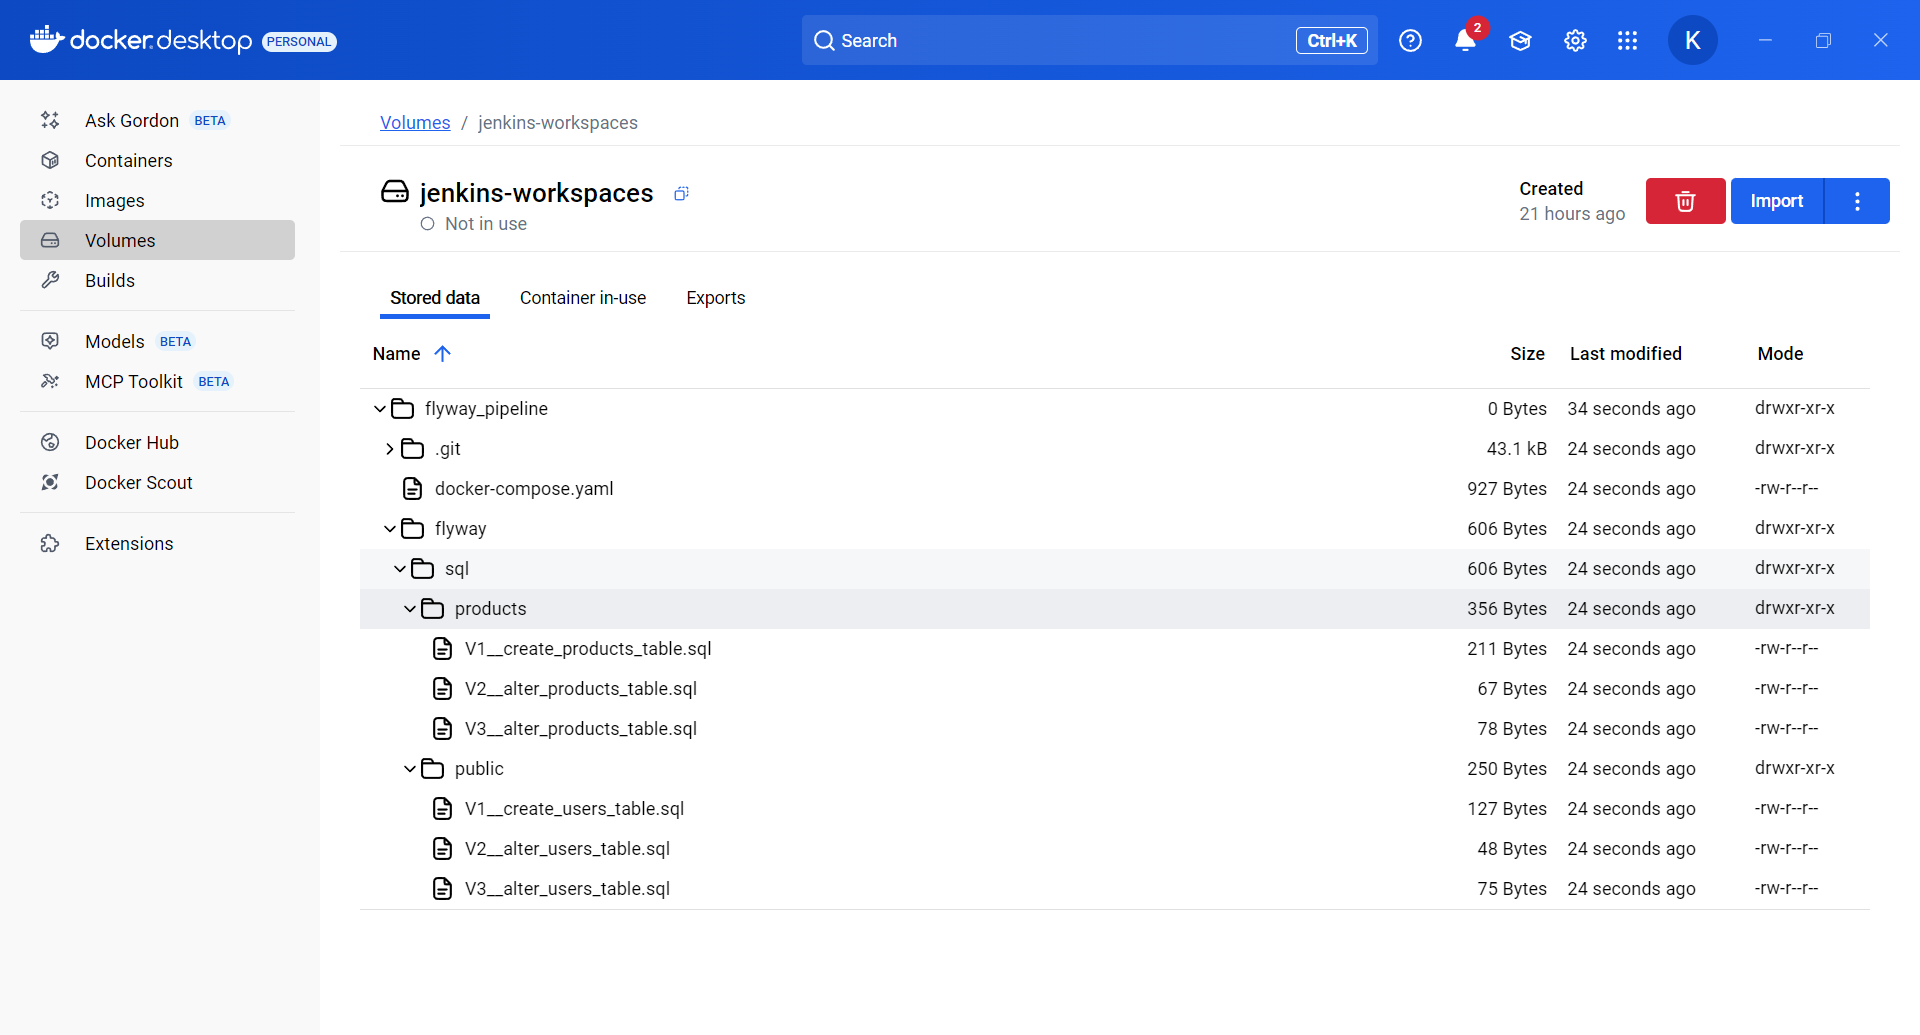 docker.desktop PERSONAL
Search
Ctrl+K
2
K
Ask Gordon BETA
Containers
Images
Volumes
Builds
Models BETA
MCP Toolkit BETA
Docker Hub
Docker Scout
Extensions
Volumes / jenkins-workspaces
jenkins-workspaces
Not in use
Created
21 hours ago
Import
Stored data Container in-use Exports
Name Size Last modified Mode
flyway_pipeline 0 Bytes 34 seconds ago drwxr-xr-x
.git 43.1 kB 24 seconds ago drwxr-xr-x
docker-compose.yaml 927 Bytes 24 seconds ago -rw-r--r--
flyway 606 Bytes 24 seconds ago drwxr-xr-x
sql 606 Bytes 24 seconds ago drwxr-xr-x
products 356 Bytes 24 seconds ago drwxr-xr-x
V1__create_products_table.sql 211 Bytes 24 seconds ago -rw-r--r--
V2__alter_products_table.sql 67 Bytes 24 seconds ago -rw-r--r--
V3__alter_products_table.sql 78 Bytes 24 seconds ago -rw-r--r--
public 250 Bytes 24 seconds ago drwxr-xr-x
V1__create_users_table.sql 127 Bytes 24 seconds ago -rw-r--r--
V2__alter_users_table.sql 48 Bytes 24 seconds ago -rw-r--r--
V3__alter_users_table.sql 75 Bytes 24 seconds ago -rw-r--r--